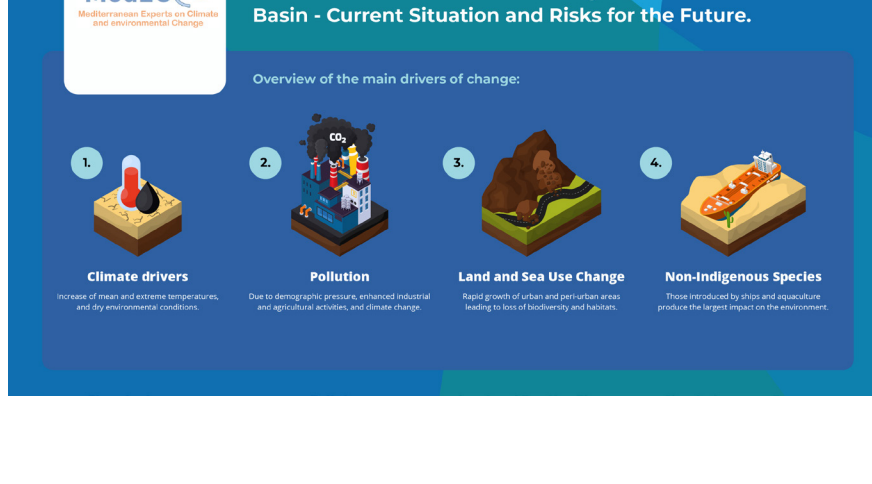 Mediterranean Experts on Climate
and environmental Change
Basin - Current Situation and Risks for the Future.
Overview of the main drivers of change:
1.
2.
CO2
3.
4.
Climate drivers
Increase of mean and extreme temperatures,
and dry environmental conditions.
Pollution
Due to demographic pressure, enhanced industrial
and agricultural activities, and climate change.
Land and Sea Use Change
Rapid growth of urban and peri-urban areas
leading to loss of biodiversity and habitats.
Non-Indigenous Species
Those introduced by ships and aquaculture
produce the largest impact on the environment.